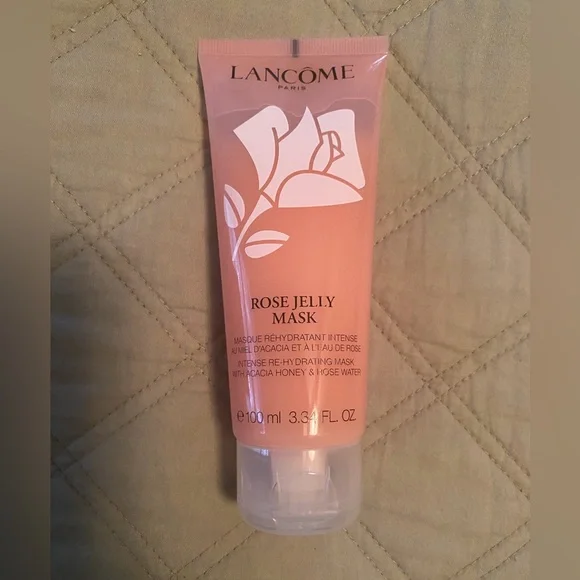 LANCÔME
PARIS
ROSE JELLY
MASK
MASQUE RÉHYDRATANT INTENSE
AU MIEL D'ACACIA ET À L'EAU DE ROSE
INTENSE RE-HYDRATING MASK
WITH ACACIA HONEY & ROSE WATER
℮ 100 ml 3.34 FL. OZ